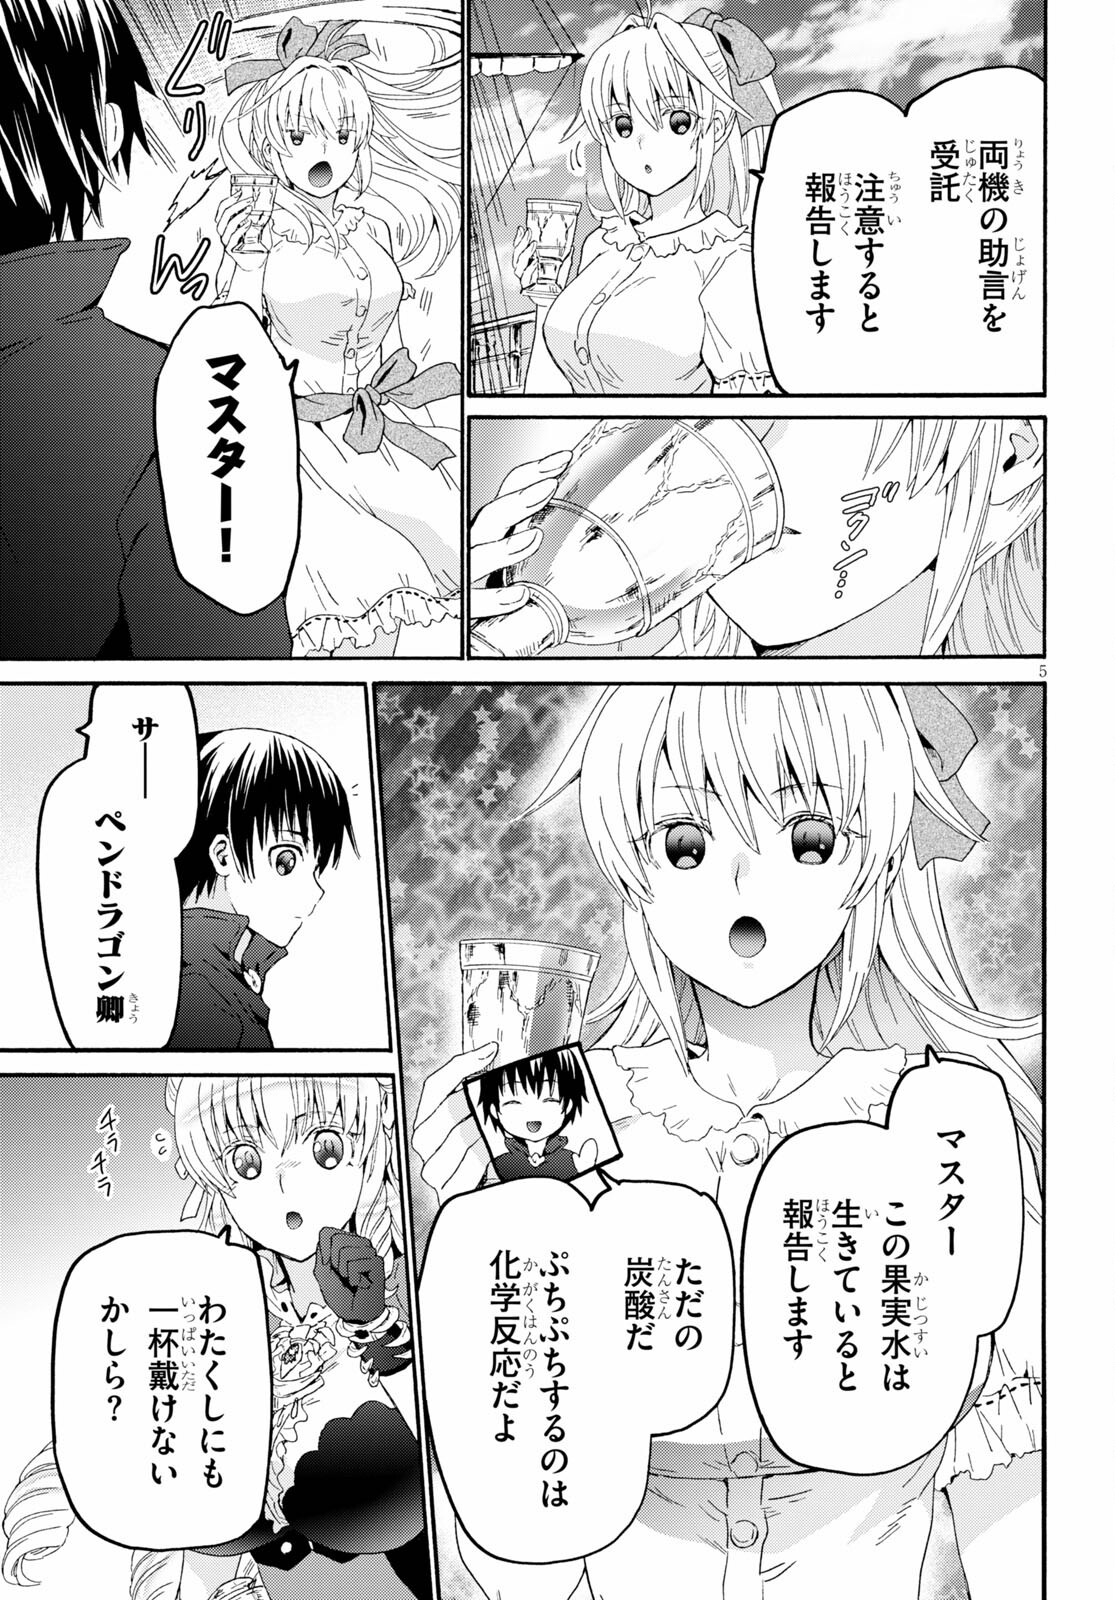 両機の助言を
受託
注意すると
報告します
ゴクン…
ぐりんっ
マスター！
5
マスター
この果実水は
生きていると
報告します
ただの
炭酸だ
ぷちぷちするのは
化学反応だよ
サー
ペンドラゴン卿
チラチラ
わたくしにも
一杯戴けない
かしら？